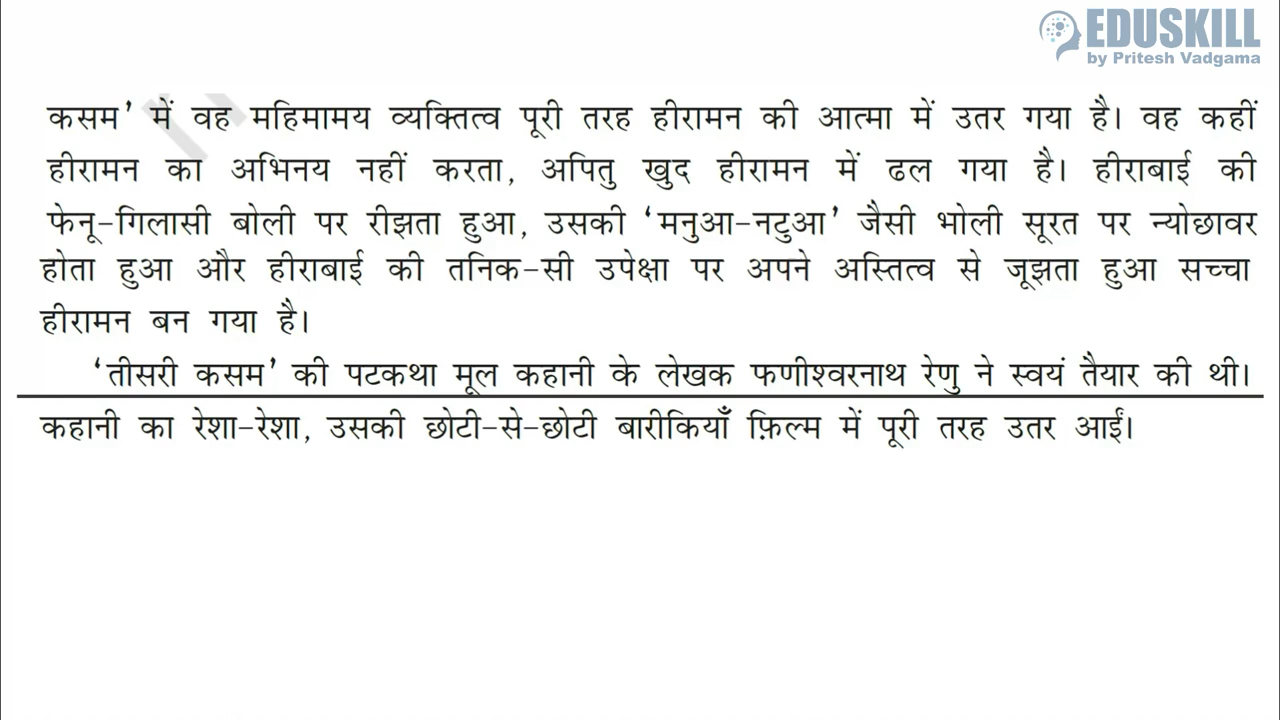 EDUSKILL
by Pritesh Vadgama
कसम’ में वह महिमामय व्यक्तित्व पूरी तरह हीरामन की आत्मा में उतर गया है। वह कहीं
हीरामन का अभिनय नहीं करता, अपितु खुद हीरामन में ढल गया है। हीराबाई की
फेनू-गिलासी बोली पर रीझता हुआ, उसकी ‘मनुआ-नटुआ’ जैसी भोली सूरत पर न्योछावर
होता हुआ और हीराबाई की तनिक-सी उपेक्षा पर अपने अस्तित्व से जूझता हुआ सच्चा
हीरामन बन गया है।
‘तीसरी कसम’ की पटकथा मूल कहानी के लेखक फणीश्वरनाथ रेणु ने स्वयं तैयार की थी।
कहानी का रेशा-रेशा, उसकी छोटी-से-छोटी बारीकियाँ फ़िल्म में पूरी तरह उतर आईं।